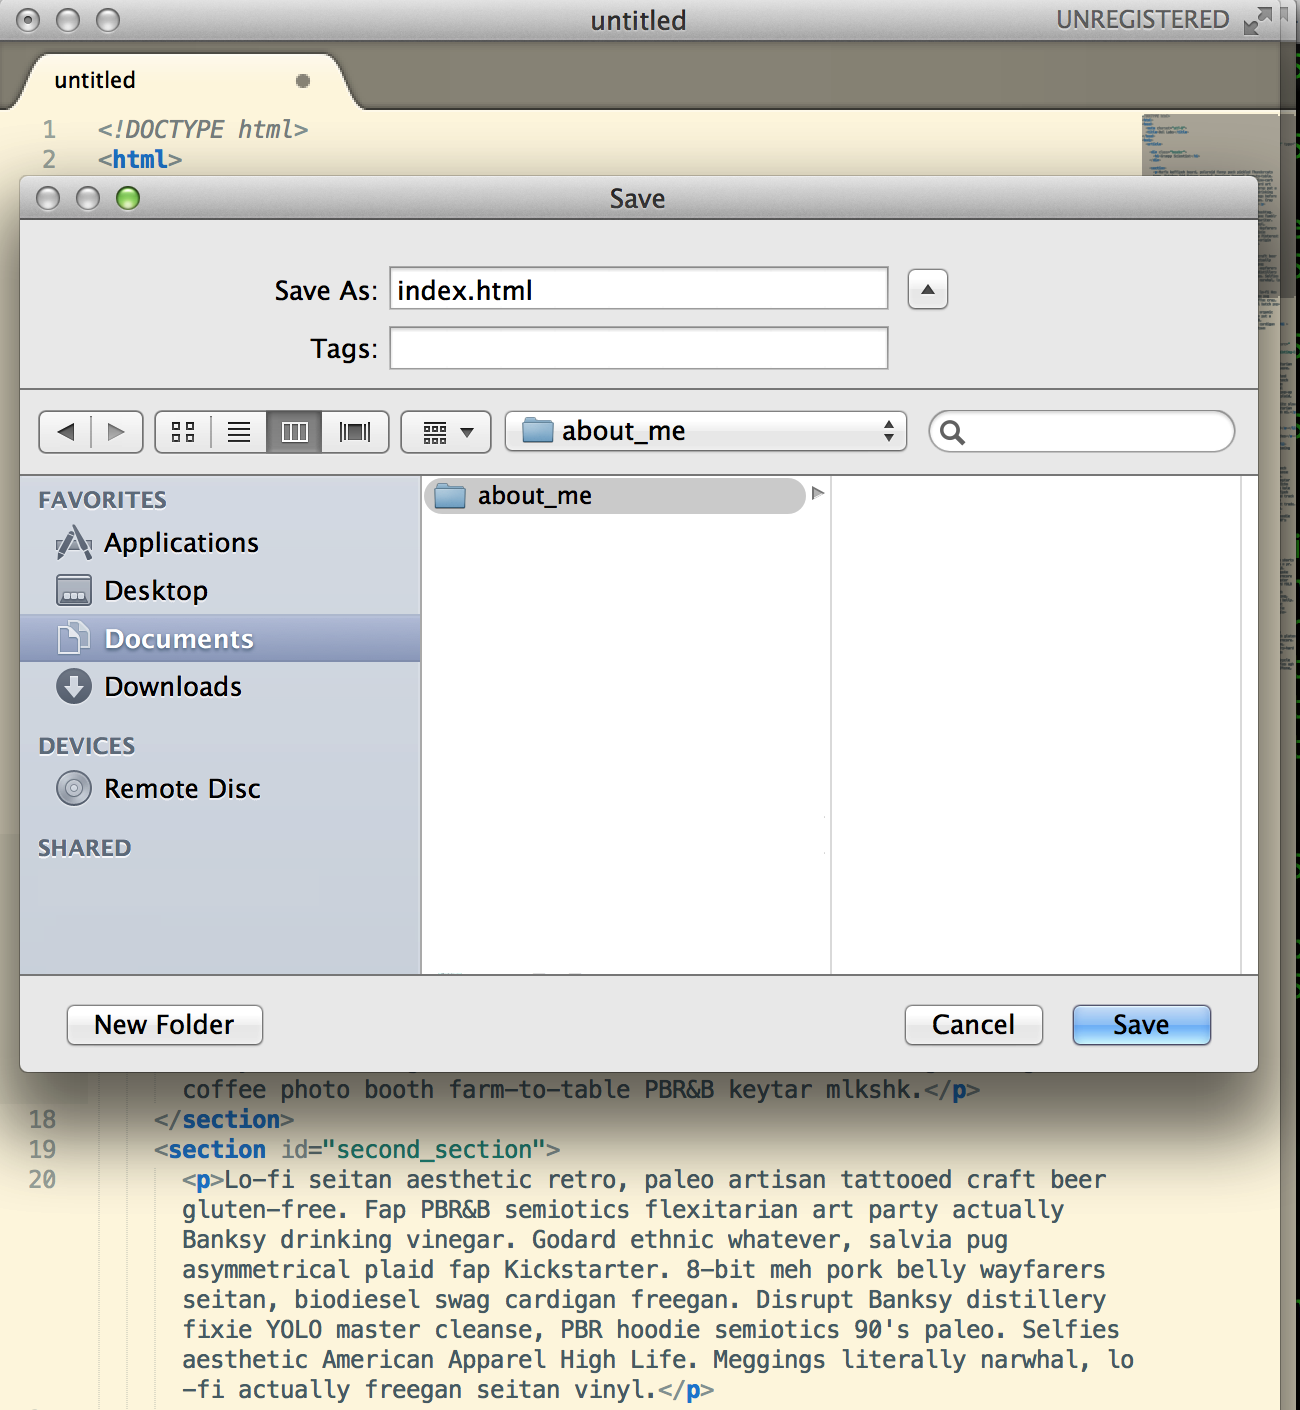 untitled
UNREGISTERED
untitled
1 <!DOCTYPE html>
2 <html>
Save
Save As: index.html
Tags:
about_me
FAVORITES
about_me
Applications
Desktop
Documents
Downloads
DEVICES
Remote Disc
SHARED
New Folder
Cancel
Save
coffee photo booth farm-to-table PBR&B keytar mlkshk.</p>
18 </section>
19 <section id="second_section">
20 <p>Lo-fi seitan aesthetic retro, paleo artisan tattooed craft beer
gluten-free. Fap PBR&B semiotics flexitarian art party actually
Banksy drinking vinegar. Godard ethnic whatever, salvia pug
asymmetrical plaid fap Kickstarter. 8-bit meh pork belly wayfarers
seitan, biodiesel swag cardigan freegan. Disrupt Banksy distillery
fixie YOLO master cleanse, PBR hoodie semiotics 90's paleo. Selfies
aesthetic American Apparel High Life. Meggings literally narwhal, lo
-fi actually freegan seitan vinyl.</p>